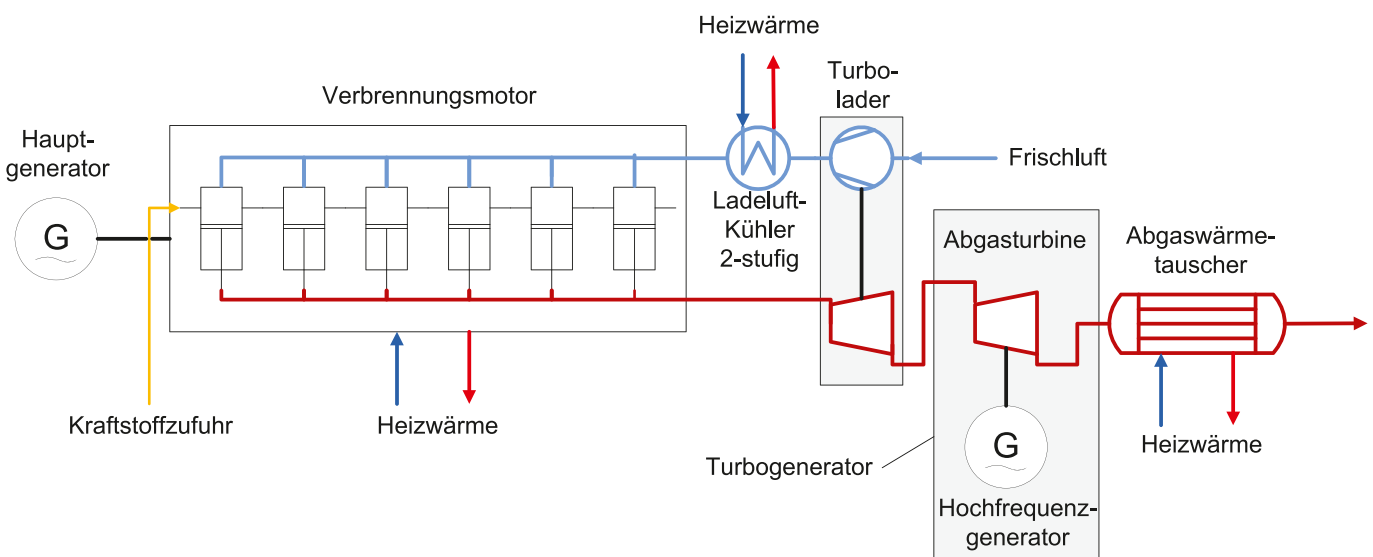 Heizwärme
Turbo-
lader
Verbrennungsmotor
Haupt-
generator
G
Frischluft
Ladeluft-
Kühler
2-stufig
Abgasturbine
Abgaswärme-
tauscher
Kraftstoffzufuhr
Heizwärme
Turbogenerator
G
Hochfrequenz-
generator
Heizwärme